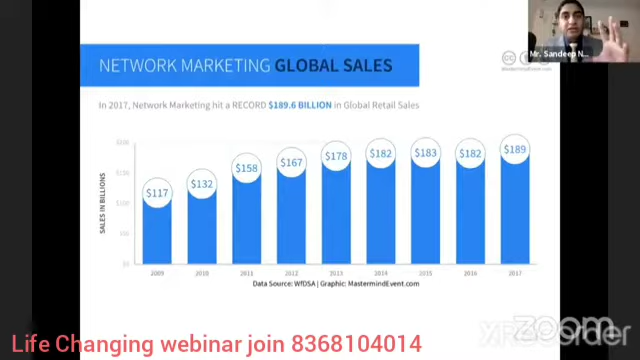 Mr. Sandeep N...
NETWORK MARKETING GLOBAL SALES
MastermindEvent.com
In 2017, Network Marketing hit a RECORD $189.6 BILLION in Global Retail Sales
SALES IN BILLIONS
$117 $132 $158 $167 $178 $182 $183 $182 $189
2009 2010 2011 2012 2013 2014 2015 2016 2017
Data Source: WfDSA | Graphic: MastermindEvent.com
zoom
Life Changing webinar join 8368104014